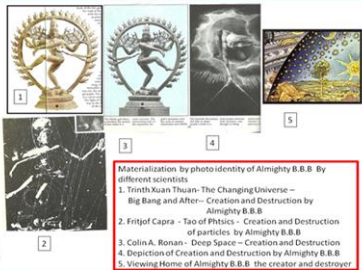 1
3
4
5
2
Materialization by photo identity of Almighty B.B.B By
different scientists
1. Trinth Xuan Thuan- The Changing Universe –
Big Bang and After-- Creation and Destruction by
Almighty B.B.B
2. Fritjof Capra - Tao of Phtsics - Creation and Destruction
of particles by Almighty B.B.B
3. Colin A. Ronan - Deep Space – Creation and Destruction
4. Depiction of Creation and Destruction by Almighty B.B.B
5. Viewing Home of Almighty B.B.B the creator and destroyer